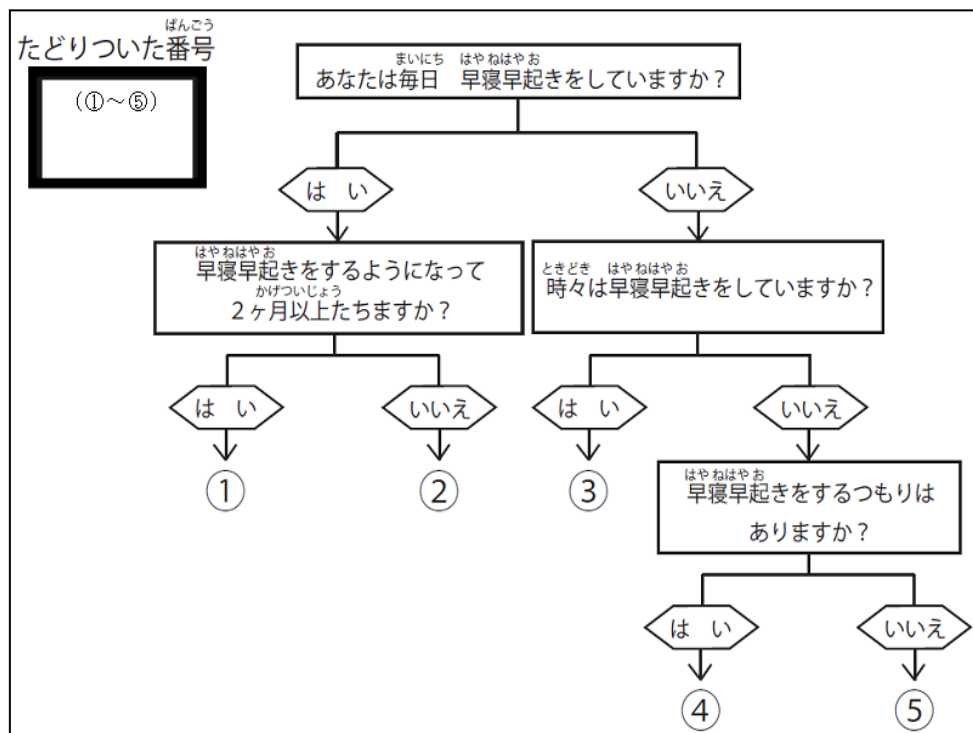 ばんごう
たどりついた番号
(①～⑤)
まいにち はやねはやお
あなたは毎日 早寝早起きをしていますか？
はい
いいえ
はやねはやお
早寝早起きをするようになって
かげついじょう
２ヶ月以上たちますか？
ときどき はやねはやお
時々は早寝早起きをしていますか？
はい
いいえ
はい
いいえ
①
②
③
はやねはやお
早寝早起きをするつもりは
ありますか？
はい
いいえ
④
⑤